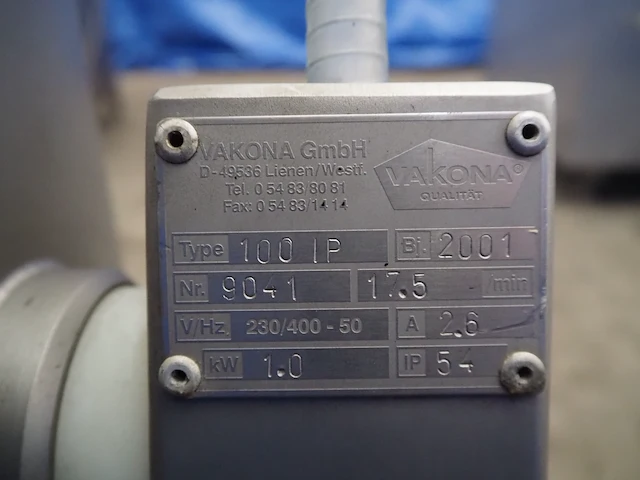 VAKONA GmbH
D-49536 Lienen/Westf.
Tel. 0 54 83 80 81
Fax: 0 54 83/14 14
VAKONA®
QUALITÄT
Type 100 IP Bj. 2001
Nr. 9041 17.5 /min
V/Hz. 230/400 - 50 A 2.6
kW 1.0 IP 54